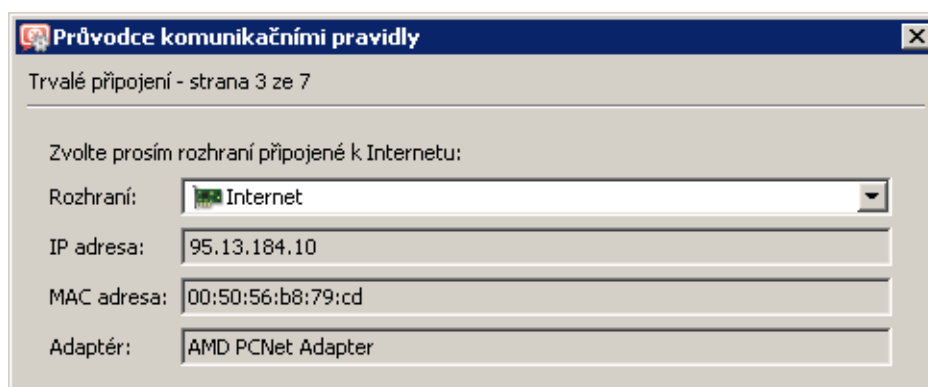 Průvodce komunikačními pravidly
Trvalé připojení - strana 3 ze 7
Zvolte prosím rozhraní připojené k Internetu:
Rozhraní: Internet
IP adresa: 95.13.184.10
MAC adresa: 00:50:56:b8:79:cd
Adaptér: AMD PCNet Adapter